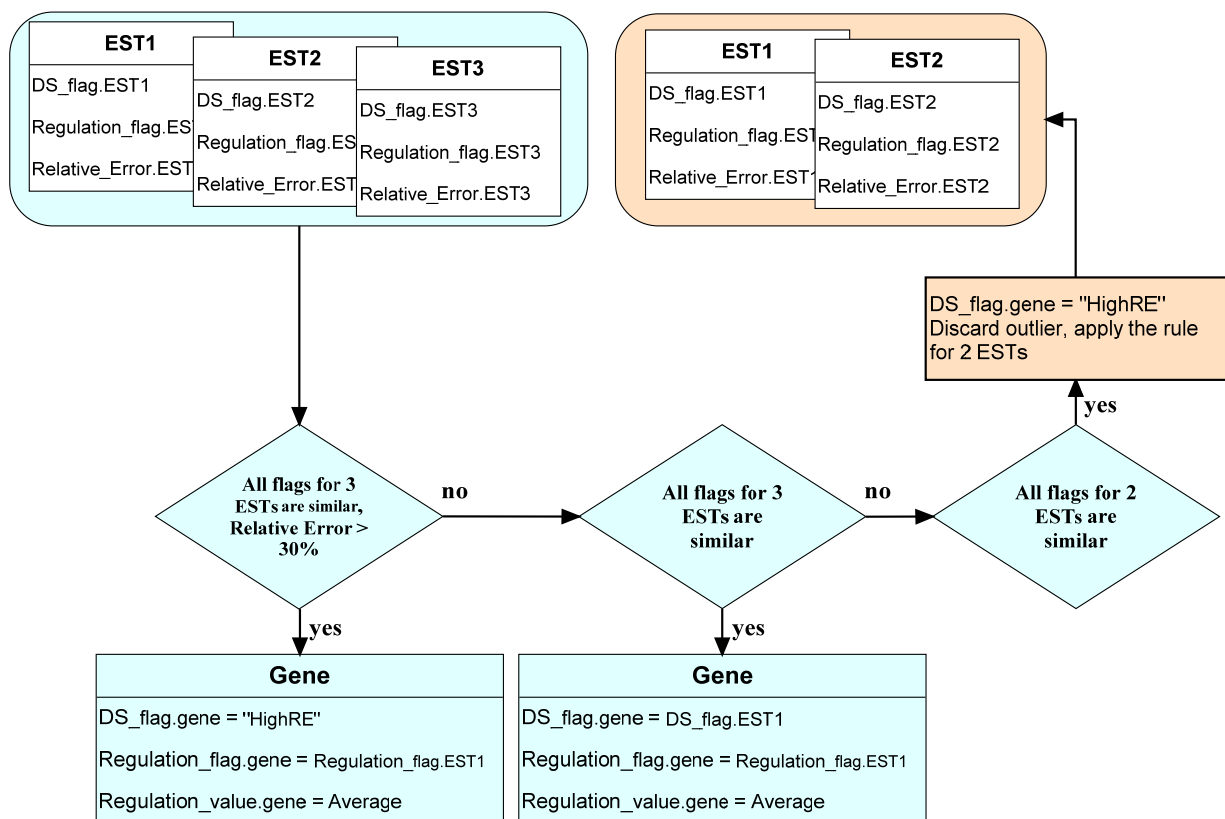 EST1
DS_flag.EST1
Regulation_flag.EST
Relative_Error.EST
EST2
DS_flag.EST2
Regulation_flag.ES
Relative_Error.EST
EST3
DS_flag.EST3
Regulation_flag.EST3
Relative_Error.EST3
EST1
DS_flag.EST1
Regulation_flag.EST
Relative_Error.EST1
EST2
DS_flag.EST2
Regulation_flag.EST2
Relative_Error.EST2
DS_flag.gene = "HighRE"
Discard outlier, apply the rule
for 2 ESTs
yes
All flags for 3
ESTs are similar,
Relative Error >
30%
no
All flags for 3
ESTs are
similar
no
All flags for 2
ESTs are
similar
yes
yes
Gene
DS_flag.gene = "HighRE"
Regulation_flag.gene = Regulation_flag.EST1
Regulation_value.gene = Average
Gene
DS_flag.gene = DS_flag.EST1
Regulation_flag.gene = Regulation_flag.EST1
Regulation_value.gene = Average